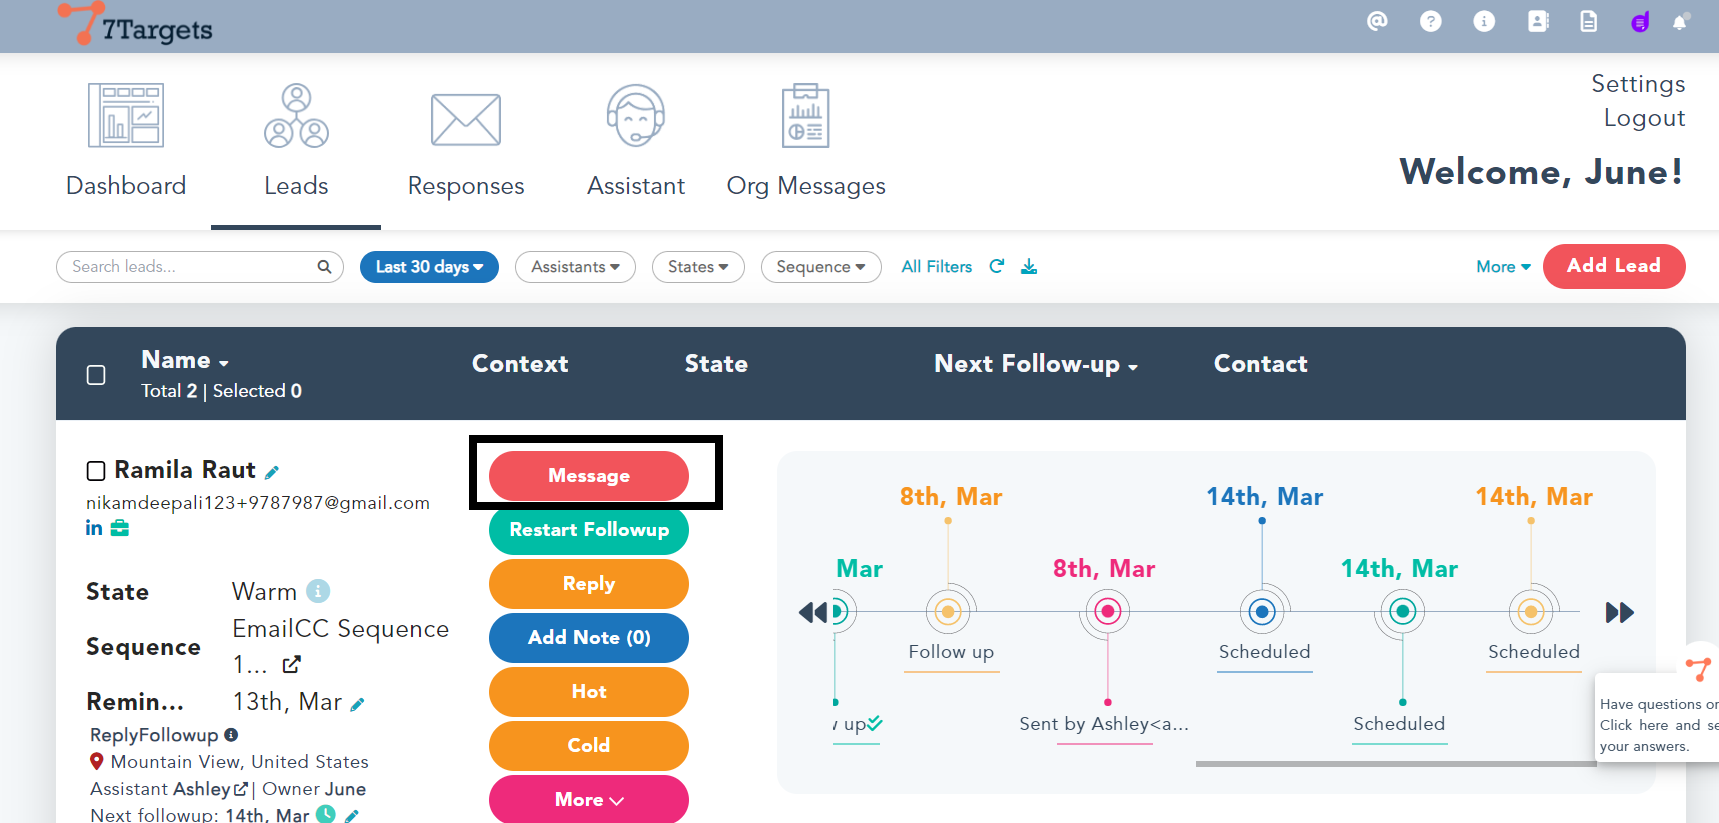 7Targets
Settings
Logout
Welcome, June!
Dashboard
Leads
Responses
Assistant
Org Messages
Search leads...
Last 30 days
Assistants
States
Sequence
All Filters
More
Add Lead
Name
Total 2 | Selected 0
Context
State
Next Follow-up
Contact
Ramila Raut
nikamdeepali123+9787987@gmail.com
in
State Warm
Sequence EmailCC Sequence
1...
Remin... 13th, Mar
ReplyFollowup
Mountain View, United States
Assistant Ashley | Owner June
Next followup: 14th, Mar
Message
Restart Followup
Reply
Add Note (0)
Hot
Cold
More
8th, Mar
14th, Mar
14th, Mar
Mar
8th, Mar
14th, Mar
Follow up
Scheduled
Scheduled
up
Sent by Ashley<a...
Scheduled
Have questions or
Click here and se
your answers.